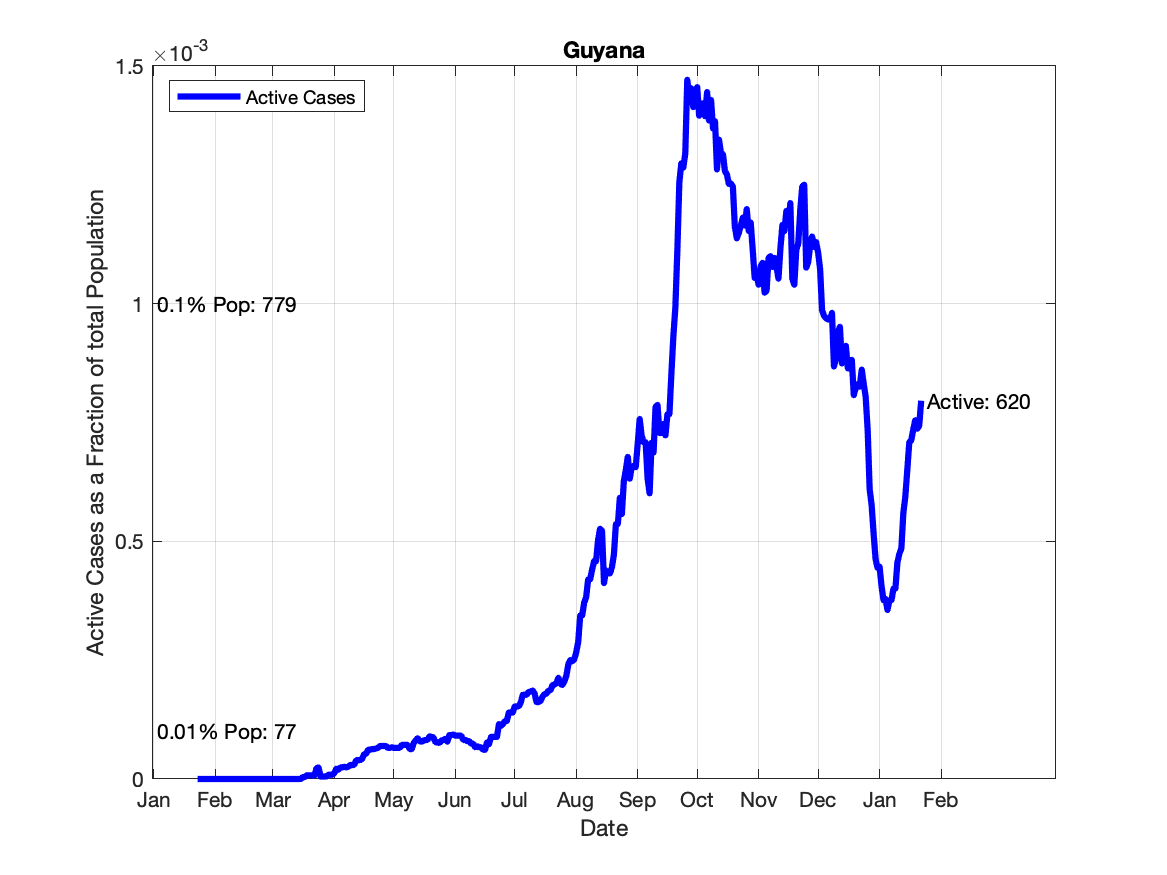 Guyana
×10-3
1.5
1
0.5
0
Active Cases
0.1% Pop: 779
0.01% Pop: 77
Active: 620
Active Cases as a Fraction of total Population
Jan Feb Mar Apr May Jun Jul Aug Sep Oct Nov Dec Jan Feb
Date